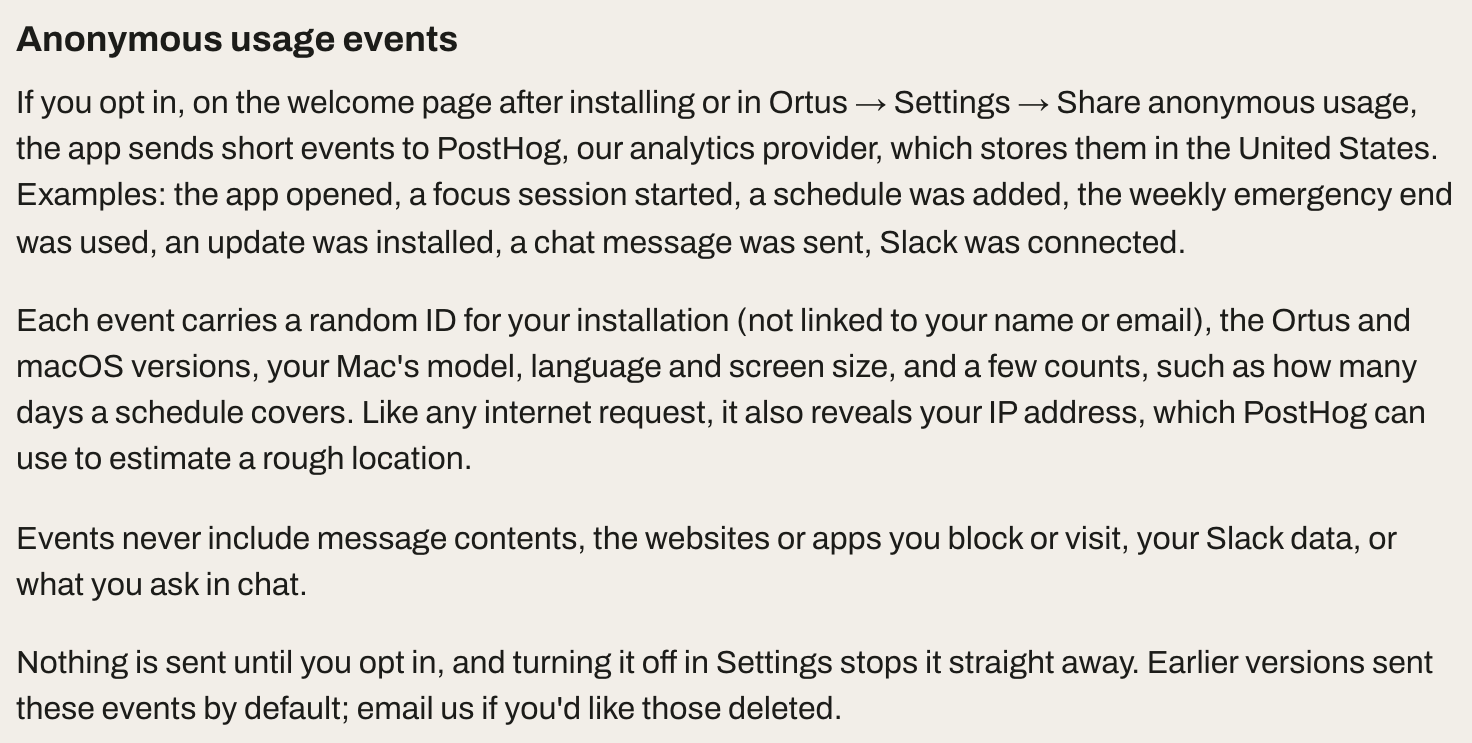 Anonymous usage events
If you opt in, on the welcome page after installing or in Ortus → Settings → Share anonymous usage,
the app sends short events to PostHog, our analytics provider, which stores them in the United States.
Examples: the app opened, a focus session started, a schedule was added, the weekly emergency end
was used, an update was installed, a chat message was sent, Slack was connected.
Each event carries a random ID for your installation (not linked to your name or email), the Ortus and
macOS versions, your Mac's model, language and screen size, and a few counts, such as how many
days a schedule covers. Like any internet request, it also reveals your IP address, which PostHog can
use to estimate a rough location.
Events never include message contents, the websites or apps you block or visit, your Slack data, or
what you ask in chat.
Nothing is sent until you opt in, and turning it off in Settings stops it straight away. Earlier versions sent
these events by default; email us if you'd like those deleted.